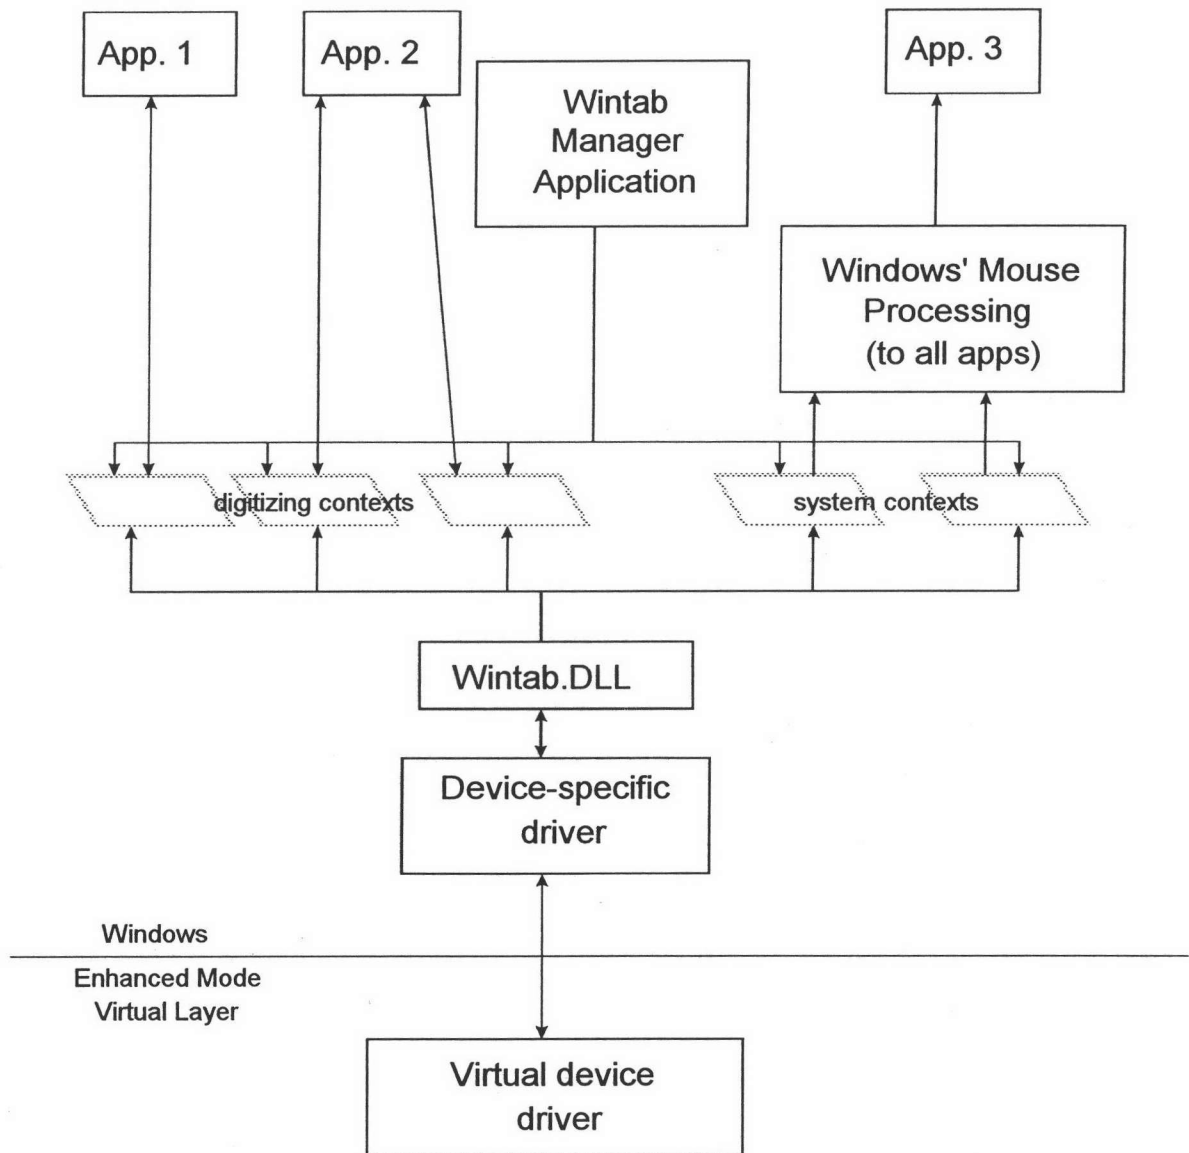 App. 1
App. 2
App. 3
Wintab
Manager
Application
Windows' Mouse
Processing
(to all apps)
digitizing contexts
system contexts
Wintab.DLL
Device-specific
driver
Windows
Enhanced Mode
Virtual Layer
Virtual device
driver